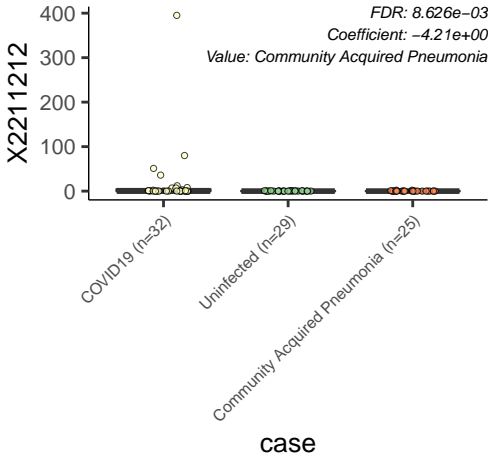 FDR: 8.626e−03
Coefficient: −4.21e+00
Value: Community Acquired Pneumonia
400
300
200
100
0
X2211212
COVID19 (n=32)
Uninfected (n=29)
Community Acquired Pneumonia (n=25)
case